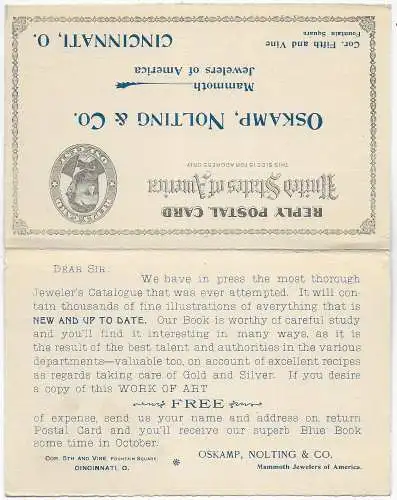 REPLY POSTAL CARD
United States of America
THIS SIDE IS FOR ADDRESS ONLY
OSKAMP, NOLTING & CO.
Mammoth
Jewelers of America
Cor. Fifth and Vine
Fountain Square
CINCINNATI, O.
DEAR SIR:
We have in press the most thorough
Jeweler's Catalogue that was ever attempted. It will con
tain thousands of fine illustrations of everything that is
NEW AND UP TO DATE. Our Book is worthy of careful study
and you'll find it interesting in many ways, as it is
the result of the best talent and authorities in the various
departments—valuable too, on account of excellent recipes
as regards taking care of Gold and Silver. If you desire
a copy of this WORK OF ART
FREE
of expense, send us your name and address on return
Postal Card and you'll receive our superb Blue Book
some time in October.
OSKAMP, NOLTING & CO.
Mammoth Jewelers of America.
COR. 5TH AND VINE, FOUNTAIN SQUARE,
CINCINNATI, O.